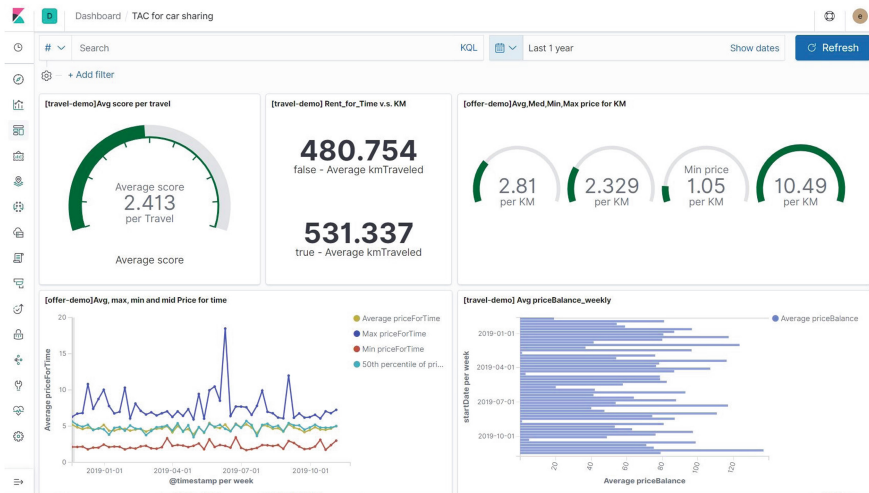 D Dashboard / TAC for car sharing e
# Search KQL Last 1 year Show dates Refresh
+ Add filter
[travel-demo]Avg score per travel
Average score
2.413
per Travel
Average score
[travel-demo] Rent_for_Time v.s. KM
480.754
false - Average kmTraveled
531.337
true - Average kmTraveled
[offer-demo]Avg,Med,Min,Max price for KM
2.81
per KM
2.329
per KM
Min price
1.05
per KM
10.49
per KM
[offer-demo]Avg, max, min and mid Price for time
Average priceForTime
20
15
10
5
0
2019-01-01 2019-04-01 2019-07-01 2019-10-01
@timestamp per week
Average priceForTime
Max priceForTime
Min priceForTime
50th percentile of pri...
[travel-demo] Avg priceBalance_weekly
startDate per week
2019-01-01
2019-04-01
2019-07-01
2019-10-01
20 40 60 80 100 120
Average priceBalance
Average priceBalance